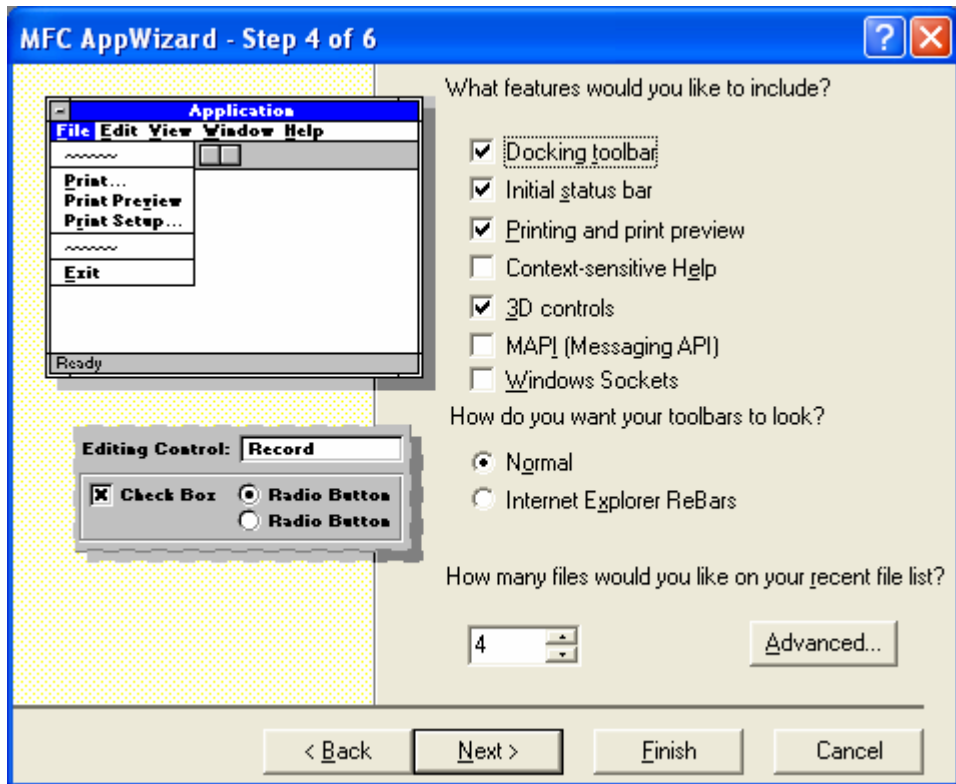 MFC AppWizard - Step 4 of 6
Application
File Edit View Window Help
Print...
Print Preview
Print Setup...
Exit
Ready
Editing Control: Record
Check Box Radio Button
Radio Button
What features would you like to include?
Docking toolbar
Initial status bar
Printing and print preview
Context-sensitive Help
3D controls
MAPI (Messaging API)
Windows Sockets
How do you want your toolbars to look?
Normal
Internet Explorer ReBars
How many files would you like on your recent file list?
4 Advanced...
< Back Next > Finish Cancel